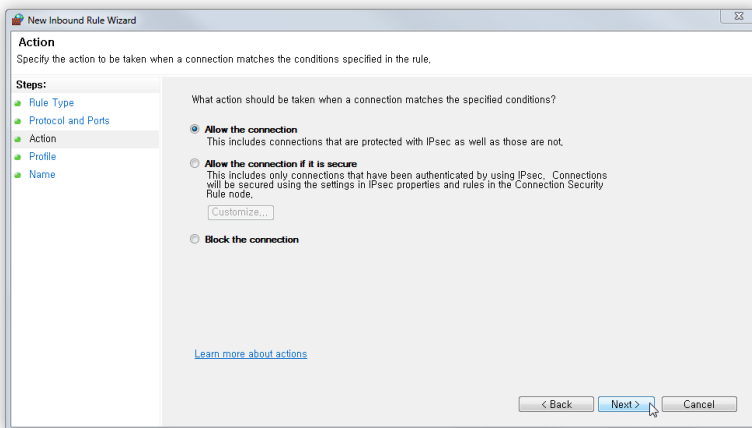 New Inbound Rule Wizard
Action
Specify the action to be taken when a connection matches the conditions specified in the rule.
Steps:
Rule Type
Protocol and Ports
Action
Profile
Name
What action should be taken when a connection matches the specified conditions?
Allow the connection
This includes connections that are protected with IPsec as well as those are not.
Allow the connection if it is secure
This includes only connections that have been authenticated by using IPsec. Connections
will be secured using the settings in IPsec properties and rules in the Connection Security
Rule node.
Customize...
Block the connection
Learn more about actions
< Back
Next >
Cancel